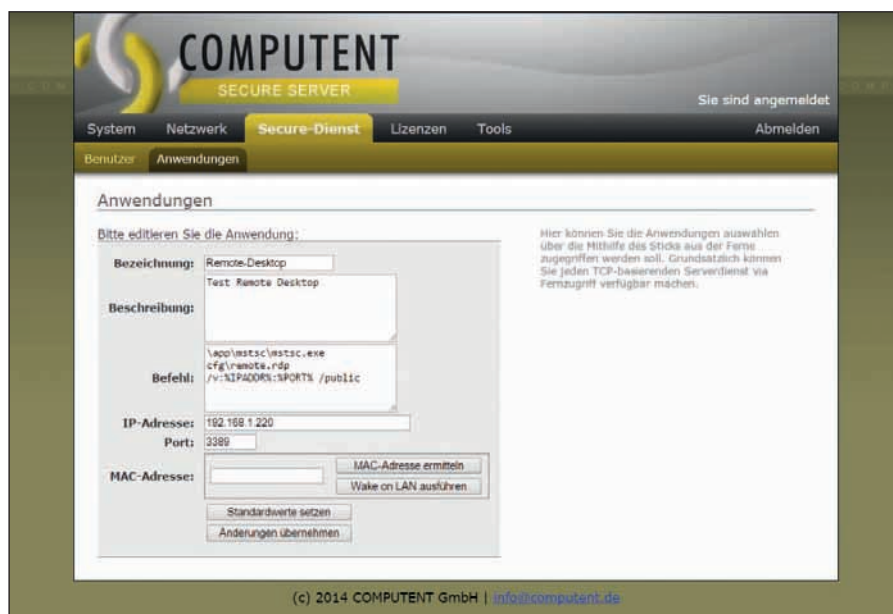 COMPUTENT
SECURE SERVER
Sie sind angemeldet
System Netzwerk Secure-Dienst Lizenzen Tools Abmelden
Benutzer Anwendungen
Anwendungen
Bitte editieren Sie die Anwendung:
Hier können Sie die Anwendungen auswählen
über die Mithilfe des Sticks aus der Ferne
zugegriffen werden soll. Grundsätzlich können
Sie jeden TCP-basierenden Serverdienst via
Fernzugriff verfügbar machen.
Bezeichnung: Remote-Desktop
Beschreibung: Test Remote Desktop
Befehl: \app\mstsc\mstsc.exe
cfg\remote.rdp
/v:%IPADDR%:%PORT% /public
IP-Adresse: 192.168.1.220
Port: 3389
MAC-Adresse: MAC-Adresse ermitteln
Wake on LAN ausführen
Standardwerte setzen
Änderungen übernehmen
(c) 2014 COMPUTENT GmbH | info@computent.de